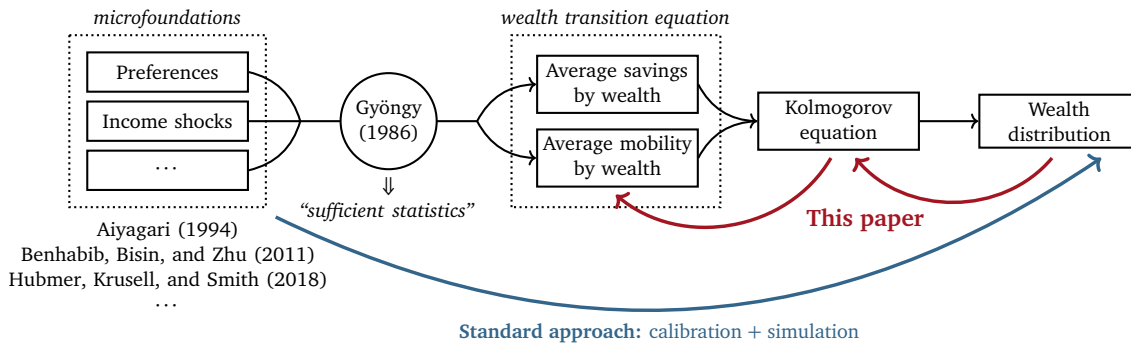 microfoundations
Preferences
Income shocks
...
Aiyagari (1994)
Benhabib, Bisin, and Zhu (2011)
Hubmer, Krusell, and Smith (2018)
...
Gyöngy
(1986)
⇓
“sufficient statistics”
wealth transition equation
Average savings
by wealth
Average mobility
by wealth
Kolmogorov
equation
Wealth
distribution
This paper
Standard approach: calibration + simulation